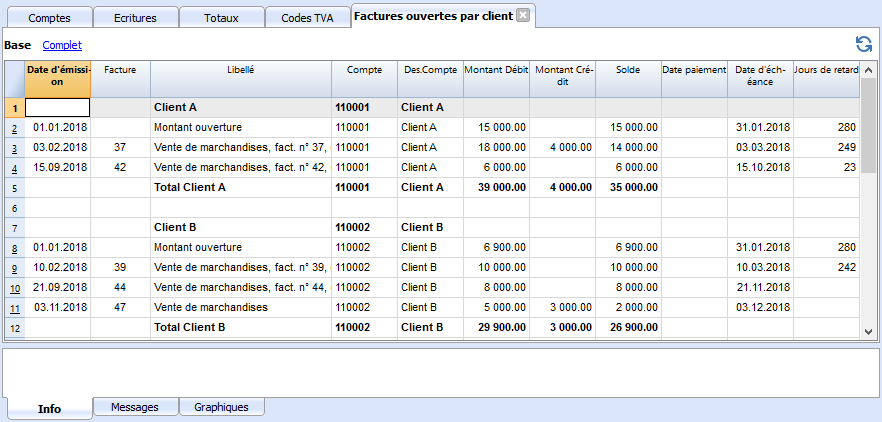 Comptes Ecritures Totaux Codes TVA Factures ouvertes par client
Base Complet
Date d'émissi-on Facture Libellé Compte Des.Compte Montant Débit Montant Cré-dit Solde Date paiement Date d'éch-éance Jours de retard
1 Client A 110001 Client A
2 01.01.2018 Montant ouverture 110001 Client A 15 000.00 15 000.00 31.01.2018 280
3 03.02.2018 37 Vente de marchandises, fact. n° 37, 110001 Client A 18 000.00 4 000.00 14 000.00 03.03.2018 249
4 15.09.2018 42 Vente de marchandises, fact. n° 42, 110001 Client A 6 000.00 6 000.00 15.10.2018 23
5 Total Client A 110001 Client A 39 000.00 4 000.00 35 000.00
6
7 Client B 110002 Client B
8 01.01.2018 Montant ouverture 110002 Client B 6 900.00 6 900.00 31.01.2018 280
9 10.02.2018 39 Vente de marchandises, fact. n° 39, 110002 Client B 10 000.00 10 000.00 10.03.2018 242
10 21.09.2018 44 Vente de marchandises, fact. n° 44, 110002 Client B 8 000.00 8 000.00 21.11.2018
11 03.11.2018 47 Vente de marchandises 110002 Client B 5 000.00 3 000.00 2 000.00 03.12.2018
12 Total Client B 110002 Client B 29 900.00 3 000.00 26 900.00
Info Messages Graphiques